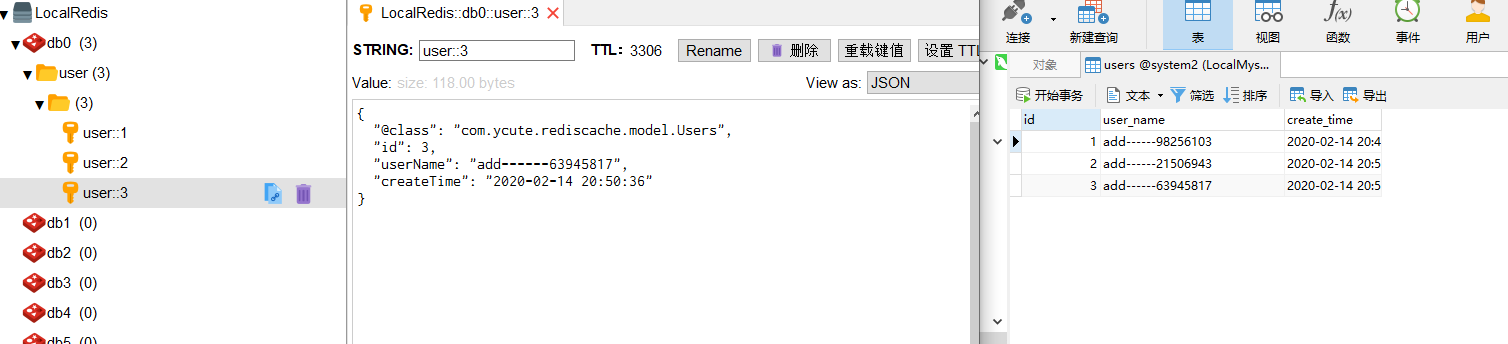 LocalRedis
db0 (3)
user (3)
(3)
user::1
user::2
user::3
db1 (0)
db2 (0)
db3 (0)
db4 (0)
db5 (0)
LocalRedis::db0::user::3
STRING: user::3 TTL: 3306 Rename 删除 重载键值 设置 TTL
Value: size: 118.00 bytes View as: JSON
{
"@class": "com.ycute.rediscache.model.Users",
"id": 3,
"userName": "add------63945817",
"createTime": "2020-02-14 20:50:36"
}
连接 新建查询 表 视图 函数 事件 用户
对象 users @system2 (LocalMys...
开始事务 文本 筛选 排序 导入 导出
id user_name create_time
1 add------98256103 2020-02-14 20:4
2 add------21506943 2020-02-14 20:5
3 add------63945817 2020-02-14 20:5